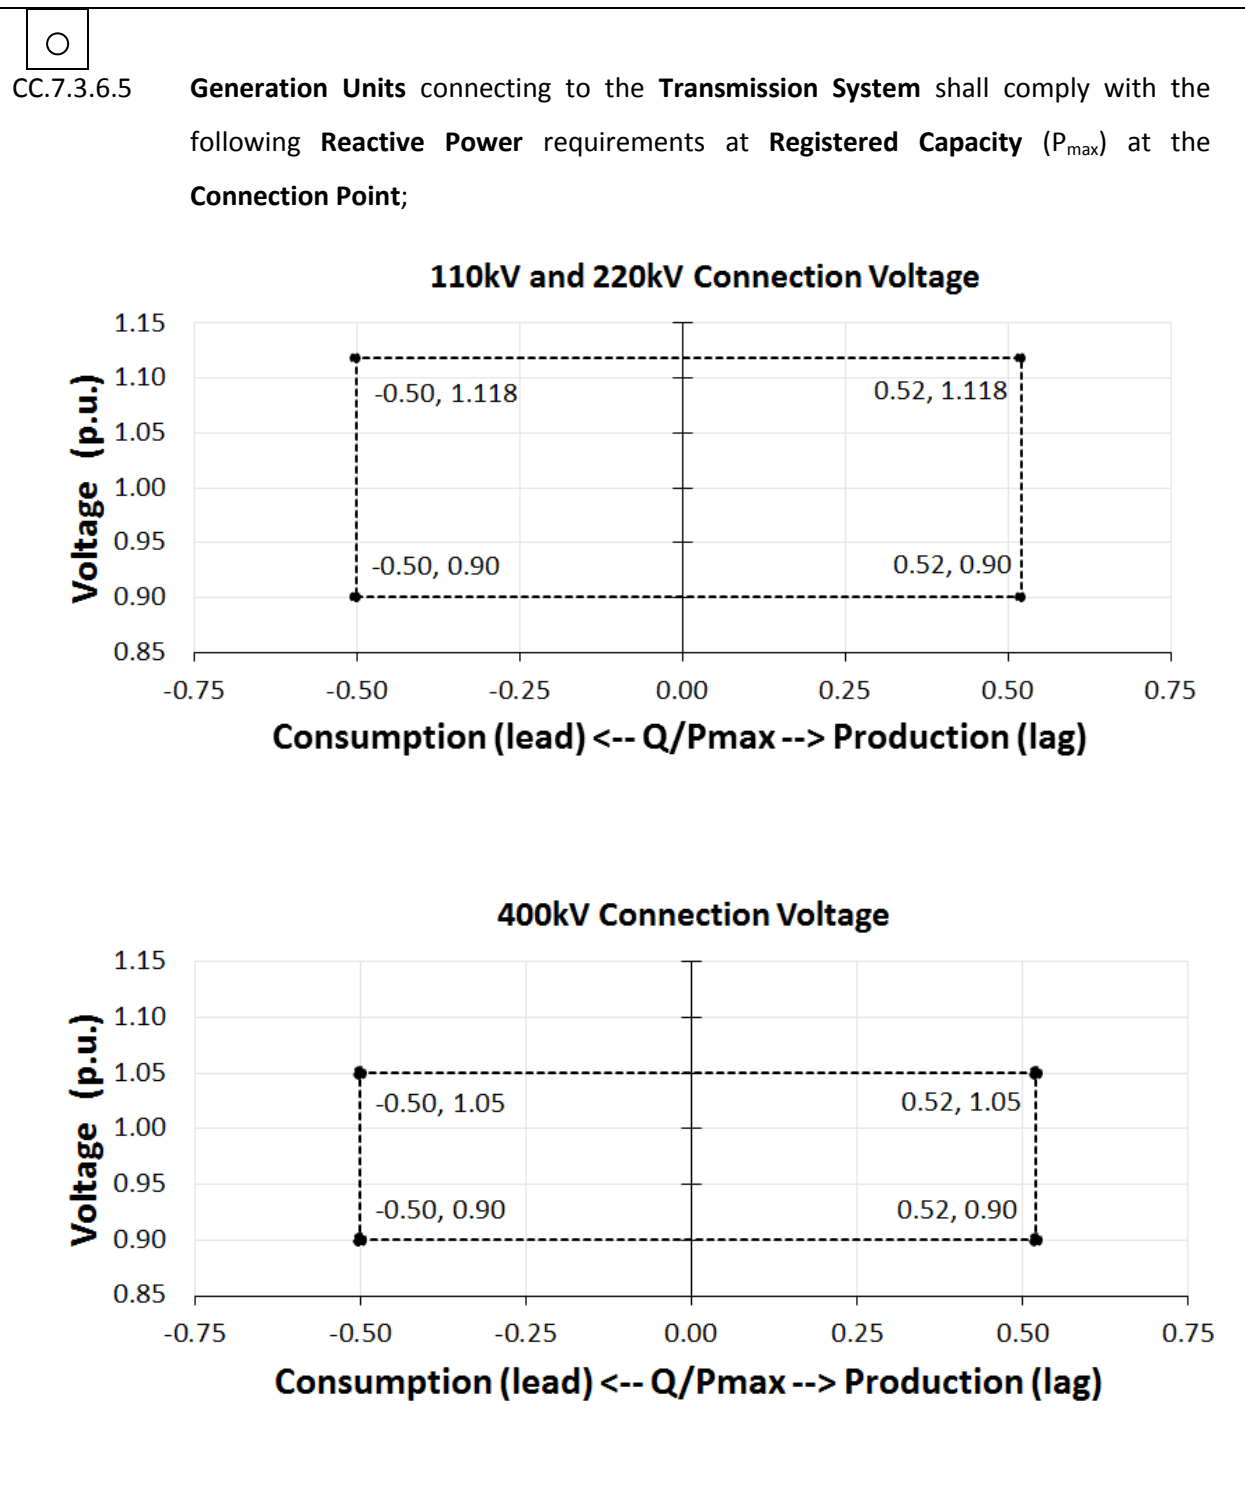 CC.7.3.6.5 Generation Units connecting to the Transmission System shall comply with the
following Reactive Power requirements at Registered Capacity (Pmax) at the
Connection Point;
110kV and 220kV Connection Voltage
Voltage (p.u.)
1.15
1.10
-0.50, 1.118
0.52, 1.118
1.05
1.00
0.95
-0.50, 0.90
0.52, 0.90
0.90
0.85
-0.75 -0.50 -0.25 0.00 0.25 0.50 0.75
Consumption (lead) <-- Q/Pmax --> Production (lag)
400kV Connection Voltage
Voltage (p.u.)
1.15
1.10
1.05
-0.50, 1.05
0.52, 1.05
1.00
0.95
-0.50, 0.90
0.52, 0.90
0.90
0.85
-0.75 -0.50 -0.25 0.00 0.25 0.50 0.75
Consumption (lead) <-- Q/Pmax --> Production (lag)